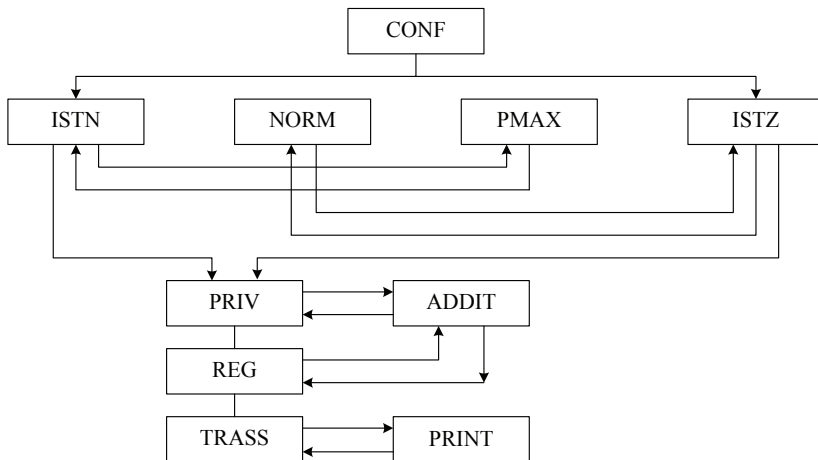 CONF
ISTN
NORM
PMAX
ISTZ
PRIV
ADDIT
REG
TRASS
PRINT